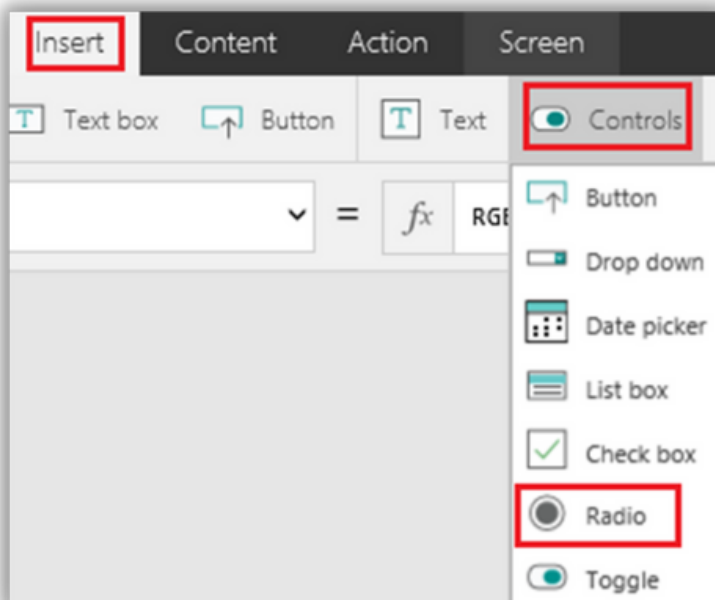 Insert Content Action Screen
T Text box Button T Text Controls
= fx RGB
Button
Drop down
Date picker
List box
Check box
Radio
Toggle